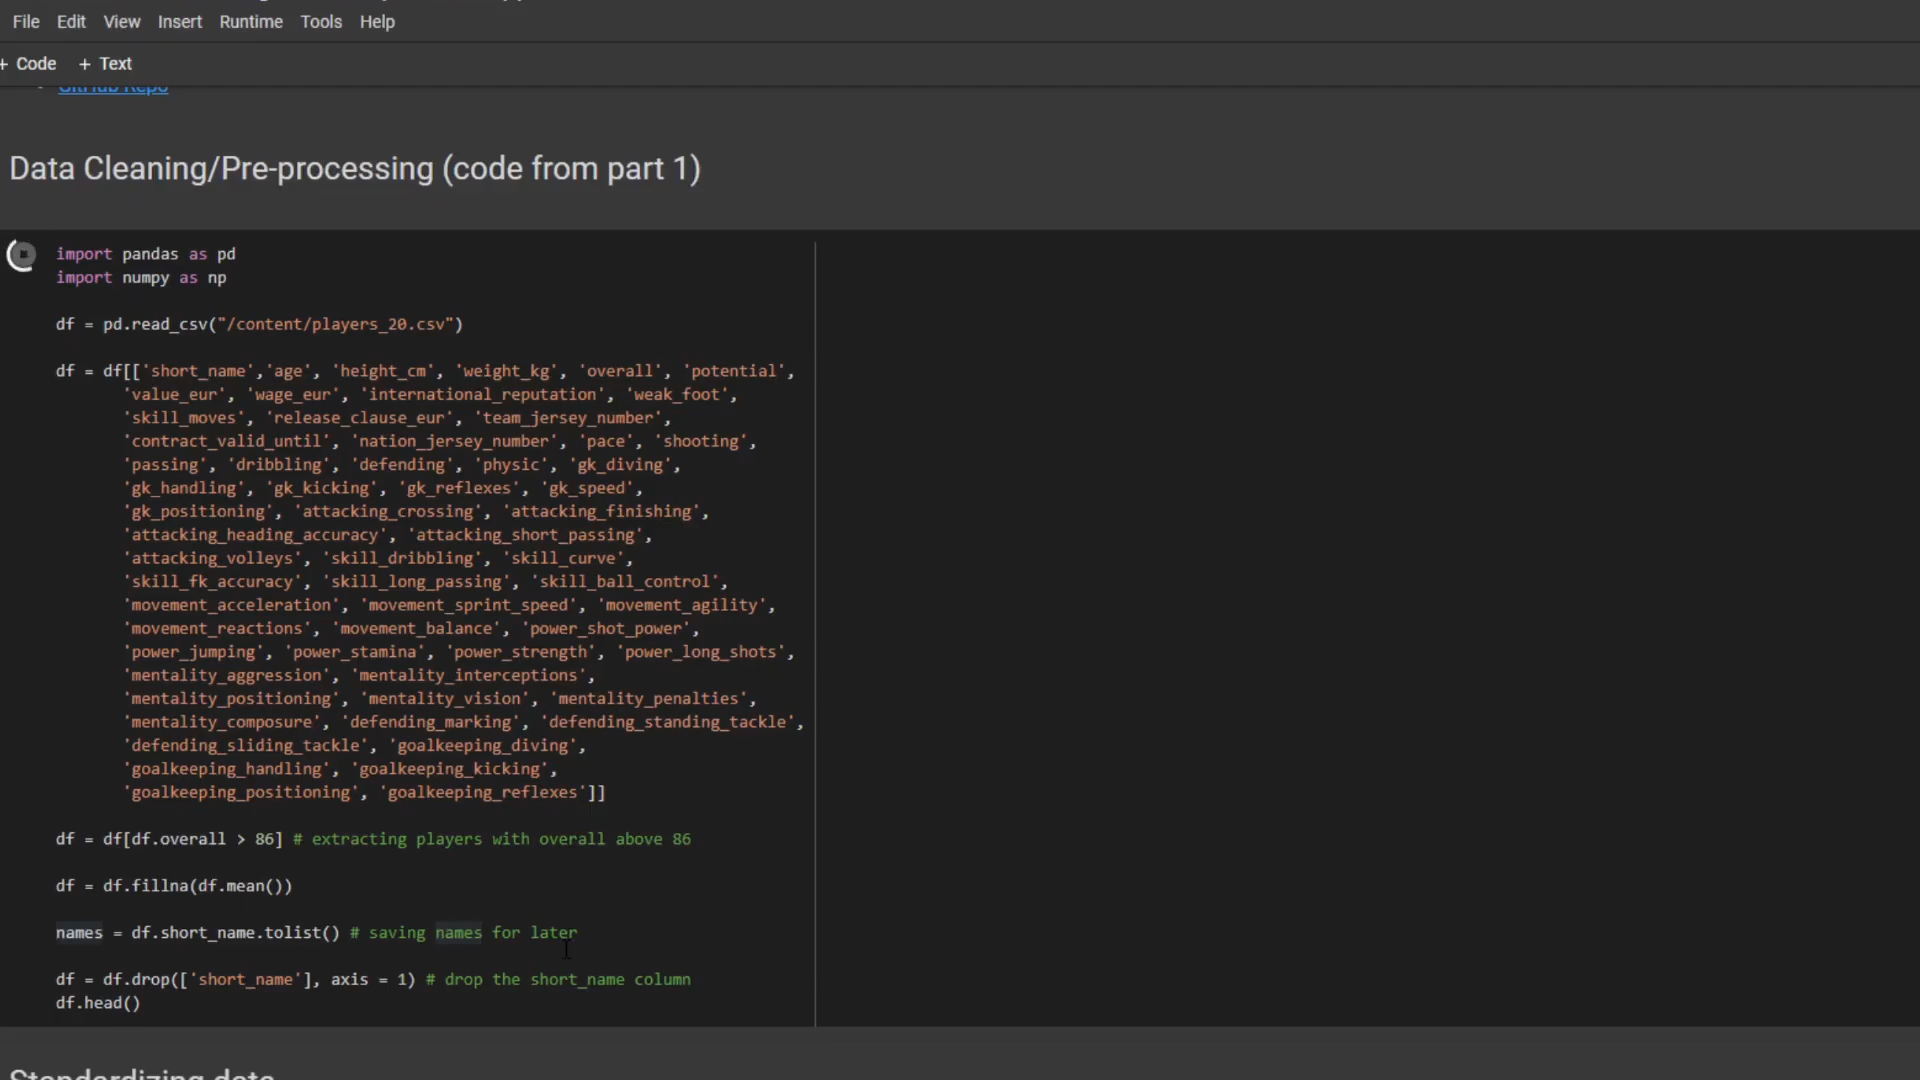 File Edit View Insert Runtime Tools Help
+ Code + Text
GitHub Repo
Data Cleaning/Pre-processing (code from part 1)
import pandas as pd
import numpy as np
df = pd.read_csv("/content/players_20.csv")
df = df[['short_name','age', 'height_cm', 'weight_kg', 'overall', 'potential',
'value_eur', 'wage_eur', 'international_reputation', 'weak_foot',
'skill_moves', 'release_clause_eur', 'team_jersey_number',
'contract_valid_until', 'nation_jersey_number', 'pace', 'shooting',
'passing', 'dribbling', 'defending', 'physic', 'gk_diving',
'gk_handling', 'gk_kicking', 'gk_reflexes', 'gk_speed',
'gk_positioning', 'attacking_crossing', 'attacking_finishing',
'attacking_heading_accuracy', 'attacking_short_passing',
'attacking_volleys', 'skill_dribbling', 'skill_curve',
'skill_fk_accuracy', 'skill_long_passing', 'skill_ball_control',
'movement_acceleration', 'movement_sprint_speed', 'movement_agility',
'movement_reactions', 'movement_balance', 'power_shot_power',
'power_jumping', 'power_stamina', 'power_strength', 'power_long_shots',
'mentality_aggression', 'mentality_interceptions',
'mentality_positioning', 'mentality_vision', 'mentality_penalties',
'mentality_composure', 'defending_marking', 'defending_standing_tackle',
'defending_sliding_tackle', 'goalkeeping_diving',
'goalkeeping_handling', 'goalkeeping_kicking',
'goalkeeping_positioning', 'goalkeeping_reflexes']]
df = df[df.overall > 86] # extracting players with overall above 86
df = df.fillna(df.mean())
names = df.short_name.tolist() # saving names for later
df = df.drop(['short_name'], axis = 1) # drop the short_name column
df.head()
Standardizing data